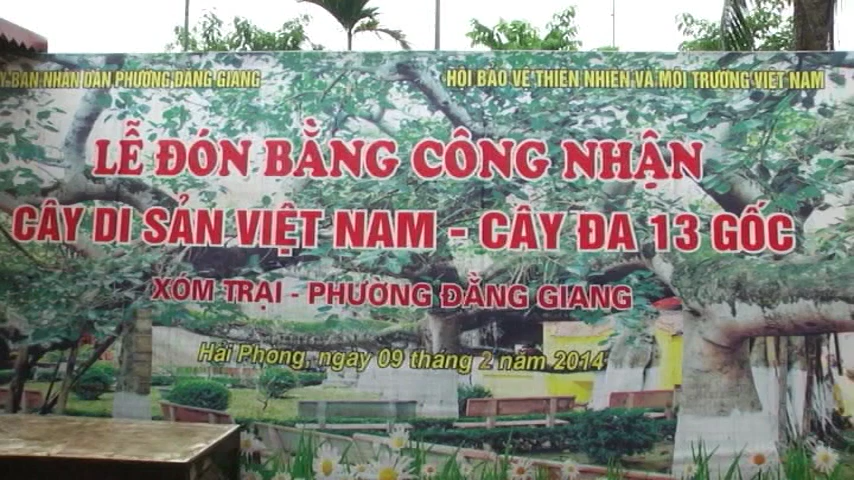 BAN NHÂN DÂN PHƯỜNG ĐẰNG GIANG
HỘI BẢO VỆ THIÊN NHIÊN VÀ MÔI TRƯỜNG VIỆT NAM
LỄ ĐÓN BẰNG CÔNG NHẬN
CÂY DI SẢN VIỆT NAM - CÂY ĐA 13 GỐC
XÓM TRẠI - PHƯỜNG ĐẰNG GIANG
Hải Phòng, ngày 09 tháng 2 năm 2014